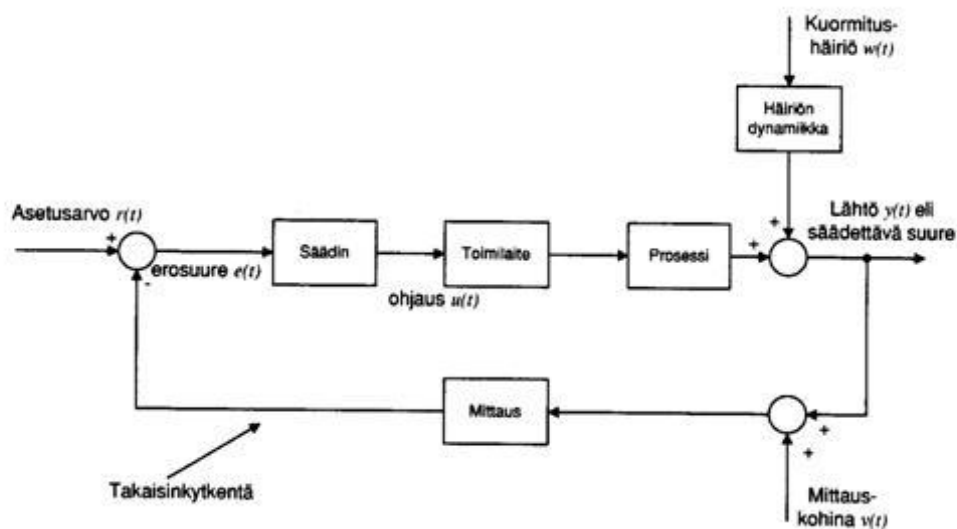 Kuormitus-
häiriö w(t)
Häiriön
dynamiikka
Asetusarvo r(t)
Lähtö y(t) eli
säädettävä suure
+
+
+
Säädin
Toimilaite
Prosessi
erosuure e(t)
-
ohjaus u(t)
Mittaus
+
+
Takaisinkytkentä
Mittaus-
kohina v(t)